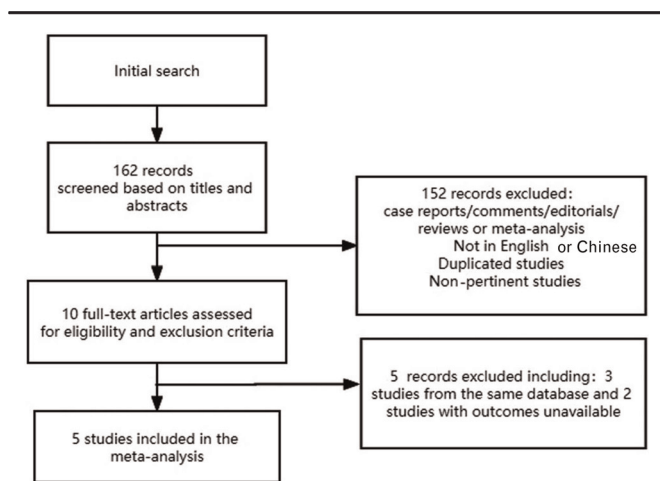 Initial search
162 records
screened based on titles and
abstracts
152 records excluded:
case reports/comments/editorials/
reviews or meta-analysis
Not in English or Chinese
Duplicated studies
Non-pertinent studies
10 full-text articles assessed
for eligibility and exclusion criteria
5 records excluded including: 3
studies from the same database and 2
studies with outcomes unavailable
5 studies included in the
meta-analysis